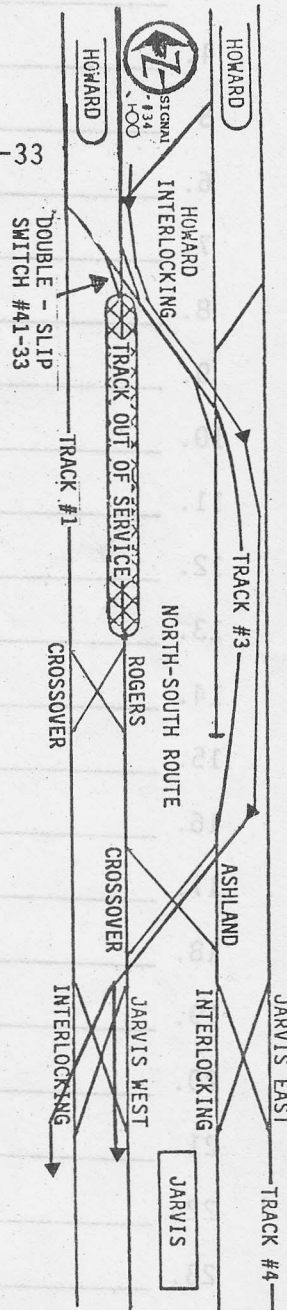 -33
HOWARD
SIGNAL
#34
HOWARD
HOWARD
INTERLOCKING
DOUBLE - SLIP
SWITCH #41-33
TRACK OUT OF SERVICE
TRACK #1
TRACK #3
NORTH-SOUTH ROUTE
ROGERS
CROSSOVER
ASHLAND
CROSSOVER
JARVIS EAST
INTERLOCKING
JARVIS WEST
INTERLOCKING
JARVIS
TRACK #4